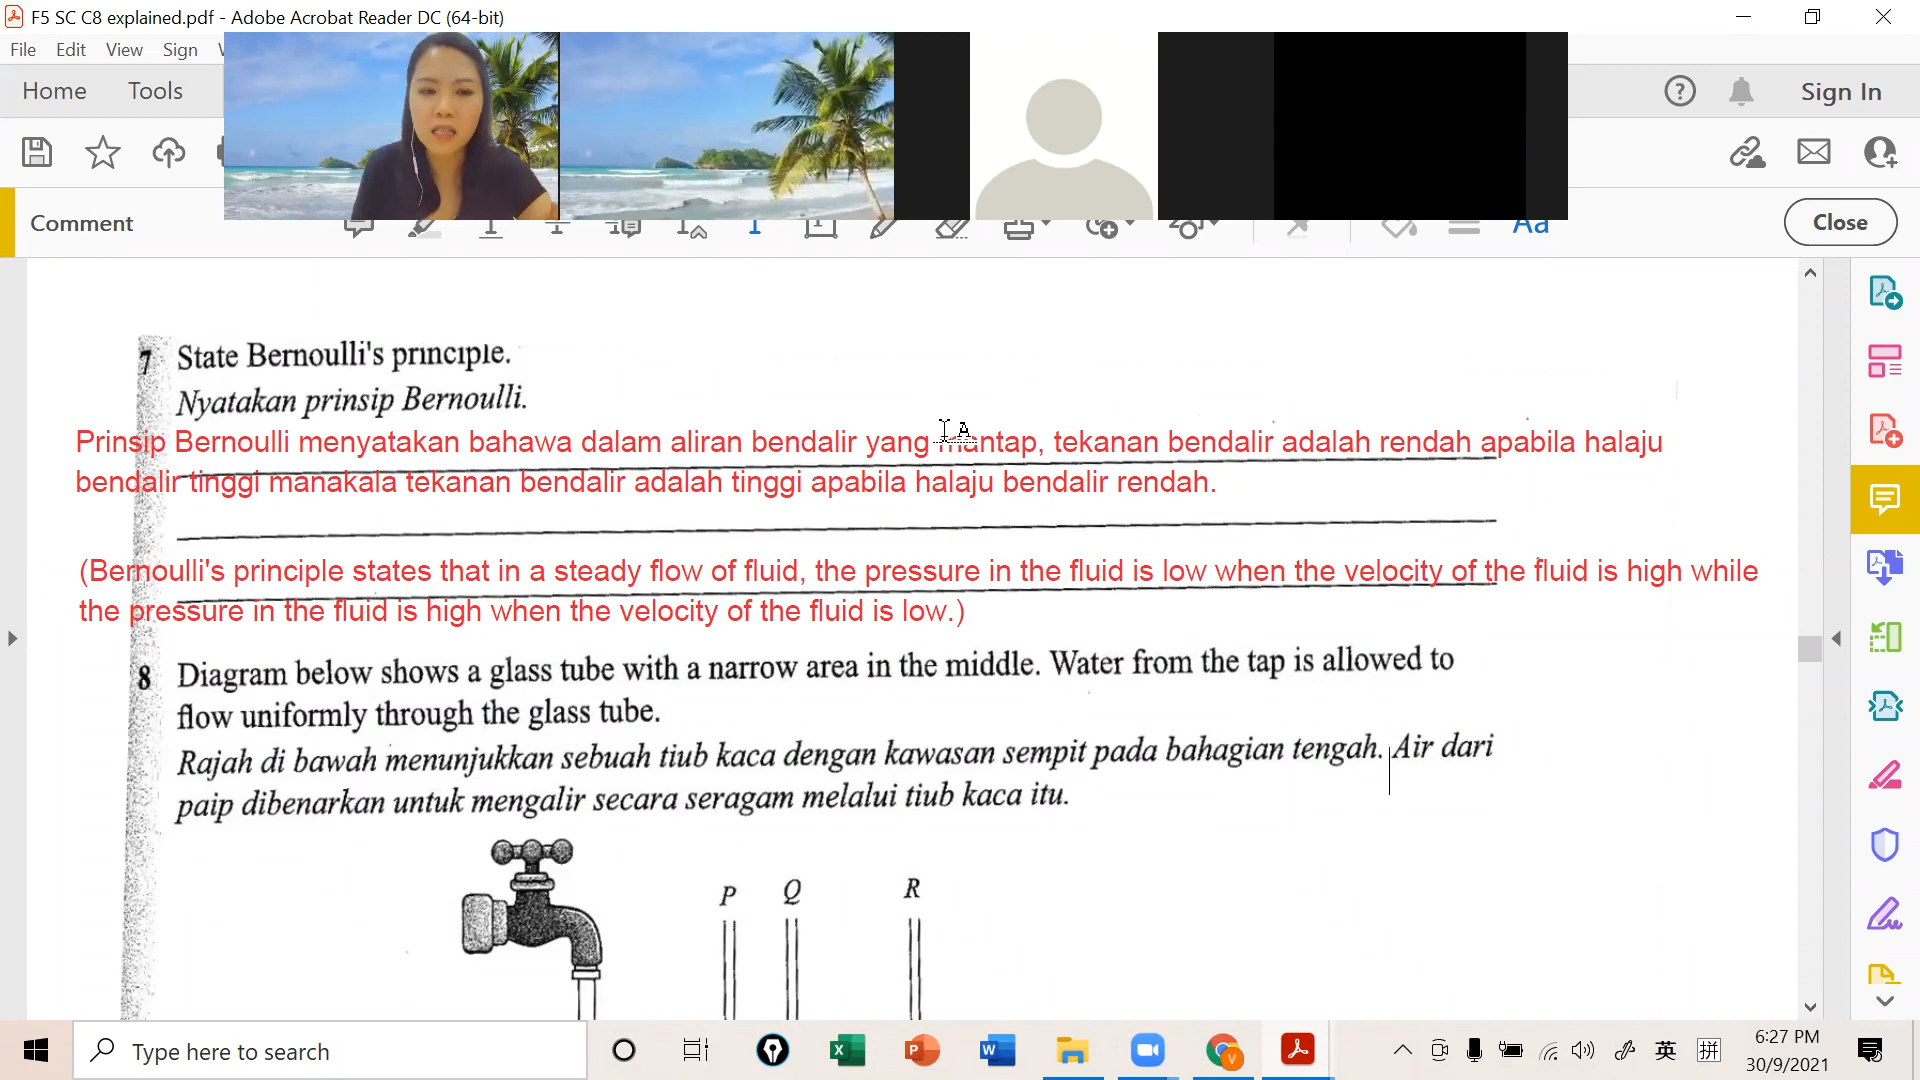 F5 SC C8 explained.pdf - Adobe Acrobat Reader DC (64-bit)
File Edit View Sign
Home Tools
Sign In
Comment
Aa
Close
7 State Bernoulli's principle.
Nyatakan prinsip Bernoulli.
Prinsip Bernoulli menyatakan bahawa dalam aliran bendalir yang mantap, tekanan bendalir adalah rendah apabila halaju
bendalir tinggi manakala tekanan bendalir adalah tinggi apabila halaju bendalir rendah.
(Bernoulli's principle states that in a steady flow of fluid, the pressure in the fluid is low when the velocity of the fluid is high while
the pressure in the fluid is high when the velocity of the fluid is low.)
8 Diagram below shows a glass tube with a narrow area in the middle. Water from the tap is allowed to
flow uniformly through the glass tube.
Rajah di bawah menunjukkan sebuah tiub kaca dengan kawasan sempit pada bahagian tengah. Air dari
paip dibenarkan untuk mengalir secara seragam melalui tiub kaca itu.
P Q R
Type here to search
英 拼
6:27 PM
30/9/2021